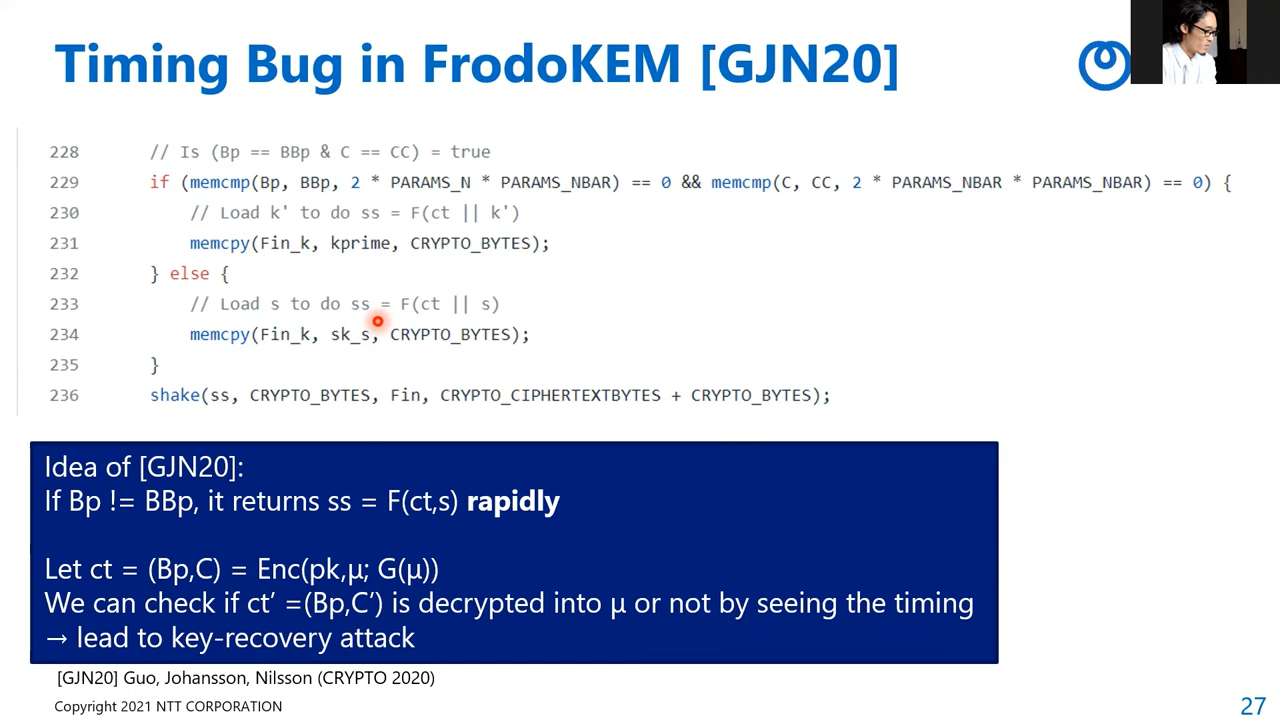 Timing Bug in FrodoKEM [GJN20]
228 // Is (Bp == BBp & C == CC) = true
229 if (memcmp(Bp, BBp, 2 * PARAMS_N * PARAMS_NBAR) == 0 && memcmp(C, CC, 2 * PARAMS_NBAR * PARAMS_NBAR) == 0) {
230 // Load k' to do ss = F(ct || k')
231 memcpy(Fin_k, kprime, CRYPTO_BYTES);
232 } else {
233 // Load s to do ss = F(ct || s)
234 memcpy(Fin_k, sk_s, CRYPTO_BYTES);
235 }
236 shake(ss, CRYPTO_BYTES, Fin, CRYPTO_CIPHERTEXTBYTES + CRYPTO_BYTES);
Idea of [GJN20]:
If Bp != BBp, it returns ss = F(ct,s) rapidly
Let ct = (Bp,C) = Enc(pk,μ; G(μ))
We can check if ct’ =(Bp,C’) is decrypted into μ or not by seeing the timing
→ lead to key-recovery attack
[GJN20] Guo, Johansson, Nilsson (CRYPTO 2020)
Copyright 2021 NTT CORPORATION
27